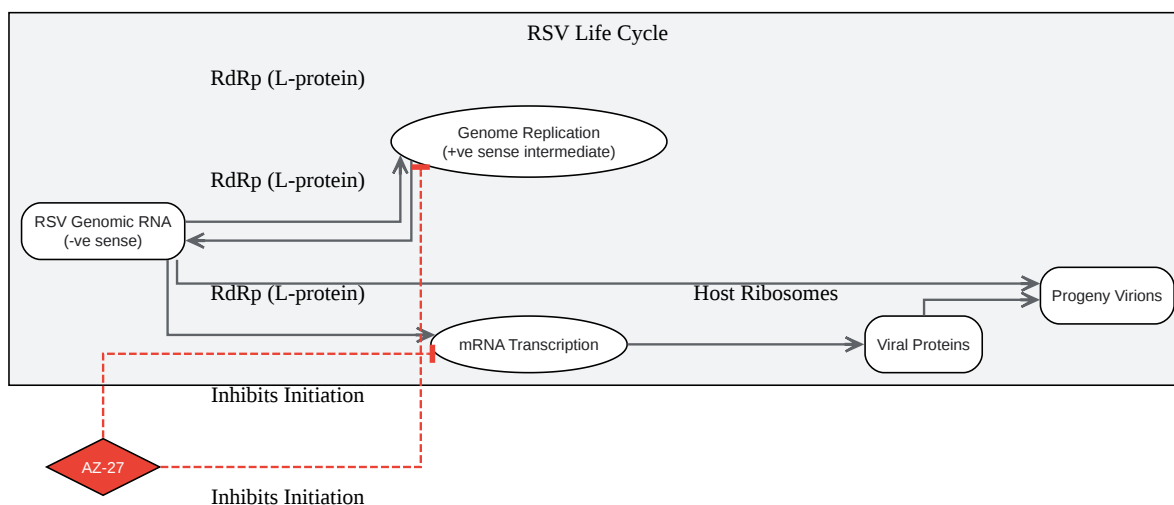 RSV Life Cycle
RdRp (L-protein)
Genome Replication
(+ve sense intermediate)
RdRp (L-protein)
RSV Genomic RNA
(-ve sense)
RdRp (L-protein)
Host Ribosomes
Progeny Virions
mRNA Transcription
Viral Proteins
Inhibits Initiation
AZ-27
Inhibits Initiation